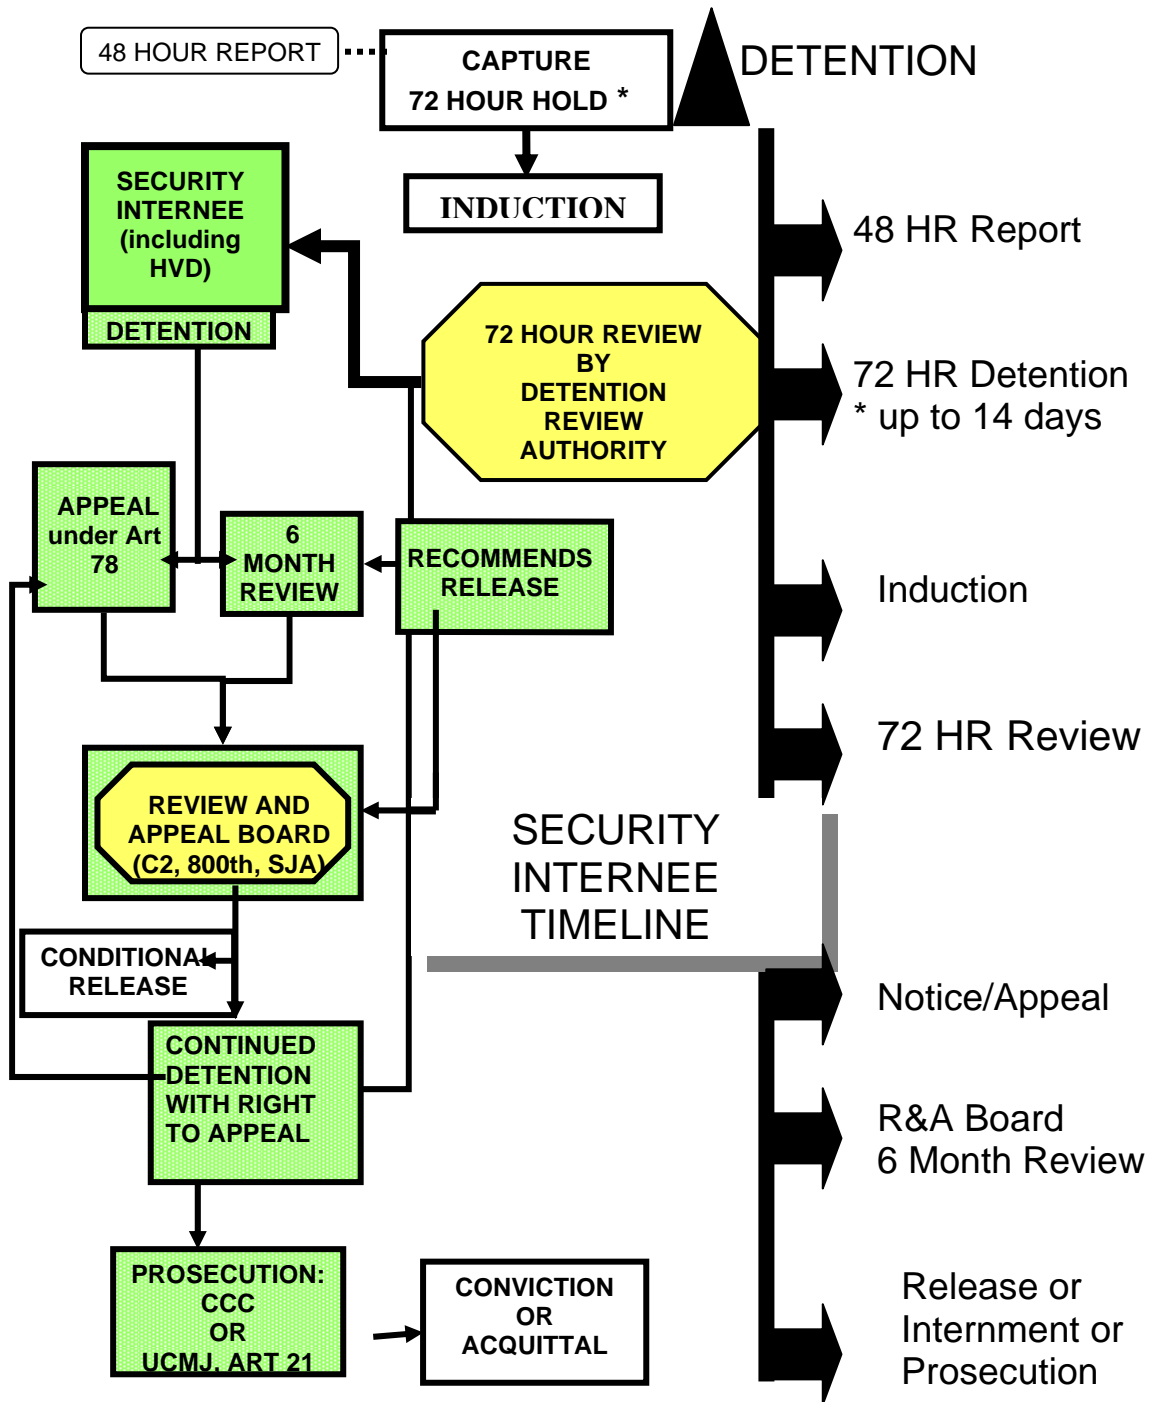 48 HOUR REPORT
CAPTURE
72 HOUR HOLD *
DETENTION
INDUCTION
SECURITY
INTERNEE
(including
HVD)
DETENTION
72 HOUR REVIEW
BY
DETENTION
REVIEW
AUTHORITY
APPEAL
under Art
78
6
MONTH
REVIEW
RECOMMENDS
RELEASE
REVIEW AND
APPEAL BOARD
(C2, 800th, SJA)
CONDITIONAL
RELEASE
CONTINUED
DETENTION
WITH RIGHT
TO APPEAL
PROSECUTION:
CCC
OR
UCMJ, ART 21
CONVICTION
OR
ACQUITTAL
SECURITY
INTERNEE
TIMELINE
48 HR Report
72 HR Detention
* up to 14 days
Induction
72 HR Review
Notice/Appeal
R&A Board
6 Month Review
Release or
Internment or
Prosecution